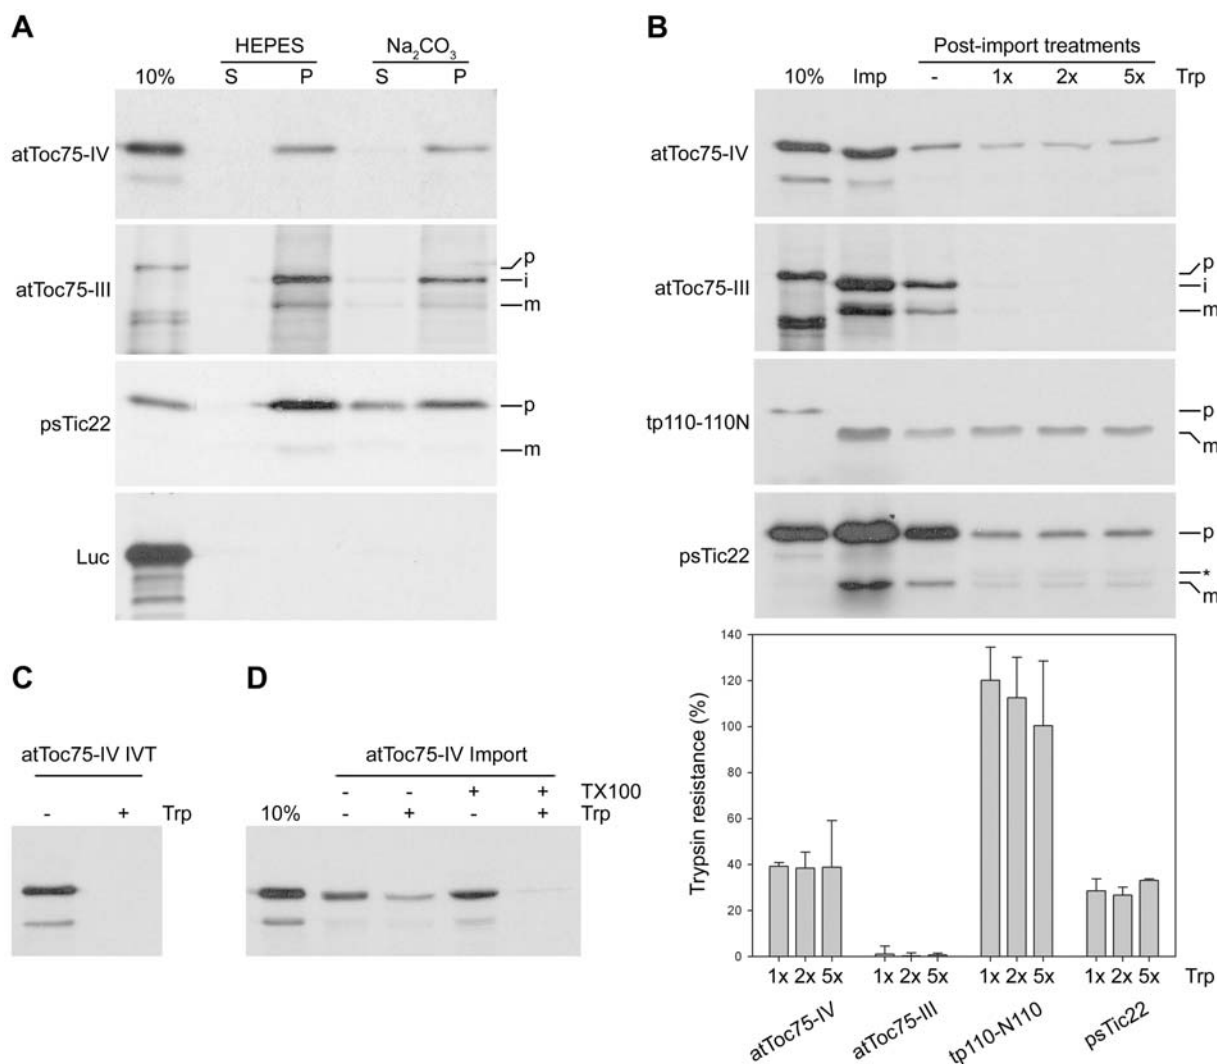 A
HEPES Na2CO3
10% S P S P
atToc75-IV
atToc75-III p i m
psTic22 p m
Luc
B
Post-import treatments
10% Imp - 1x 2x 5x Trp
atToc75-IV
atToc75-III p i m
tp110-110N p m
psTic22 p * m
Trypsin resistance (%)
140
120
100
80
60
40
20
0
1x 2x 5x 1x 2x 5x 1x 2x 5x 1x 2x 5x Trp
atToc75-IV atToc75-III tp110-N110 psTic22
C
atToc75-IV IVT
- + Trp
D
atToc75-IV Import
- - + + TX100
10% - + - + Trp